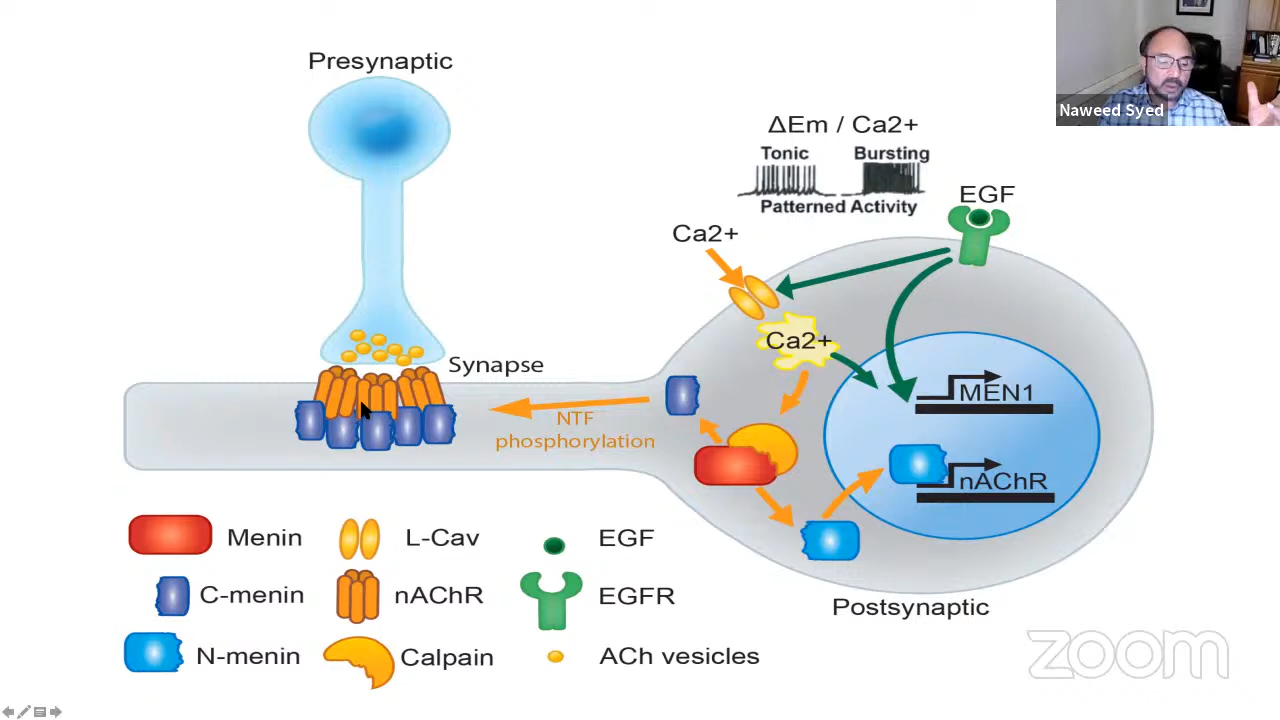 Presynaptic
Naweed Syed
ΔEm / Ca2+
Tonic
Bursting
Patterned Activity
EGF
Ca2+
Ca2+
Synapse
MEN1
NTF
phosphorylation
nAChR
Menin
L-Cav
EGF
C-menin
nAChR
EGFR
N-menin
Calpain
ACh vesicles
Postsynaptic
zoom